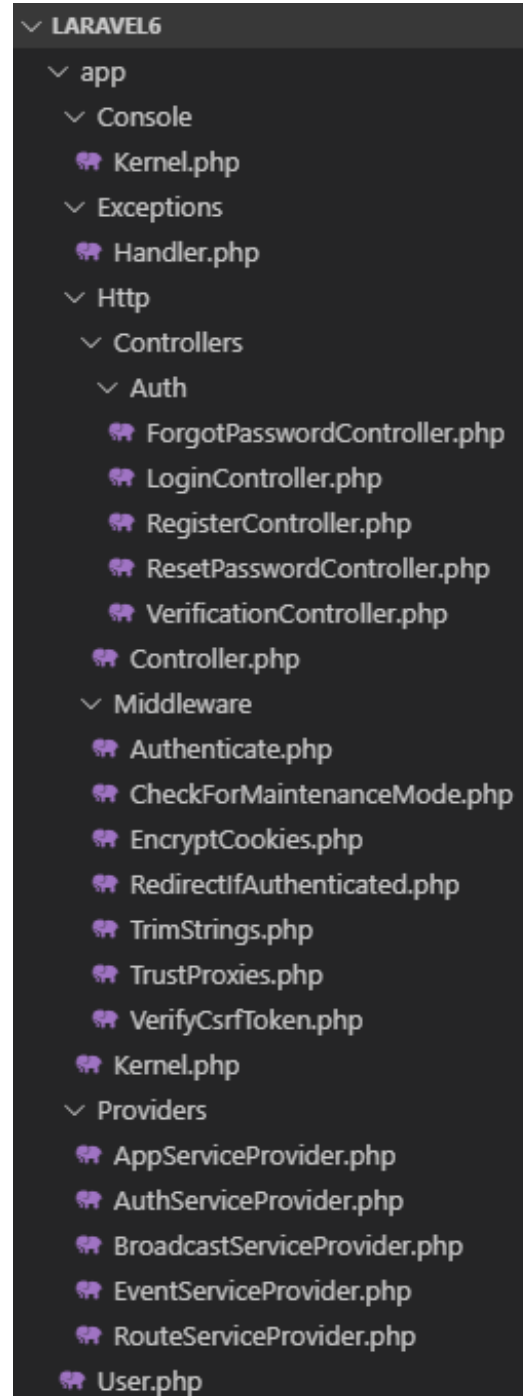 LARAVEL6
app
Console
Kernel.php
Exceptions
Handler.php
Http
Controllers
Auth
ForgotPasswordController.php
LoginController.php
RegisterController.php
ResetPasswordController.php
VerificationController.php
Controller.php
Middleware
Authenticate.php
CheckForMaintenanceMode.php
EncryptCookies.php
RedirectIfAuthenticated.php
TrimStrings.php
TrustProxies.php
VerifyCsrfToken.php
Kernel.php
Providers
AppServiceProvider.php
AuthServiceProvider.php
BroadcastServiceProvider.php
EventServiceProvider.php
RouteServiceProvider.php
User.php